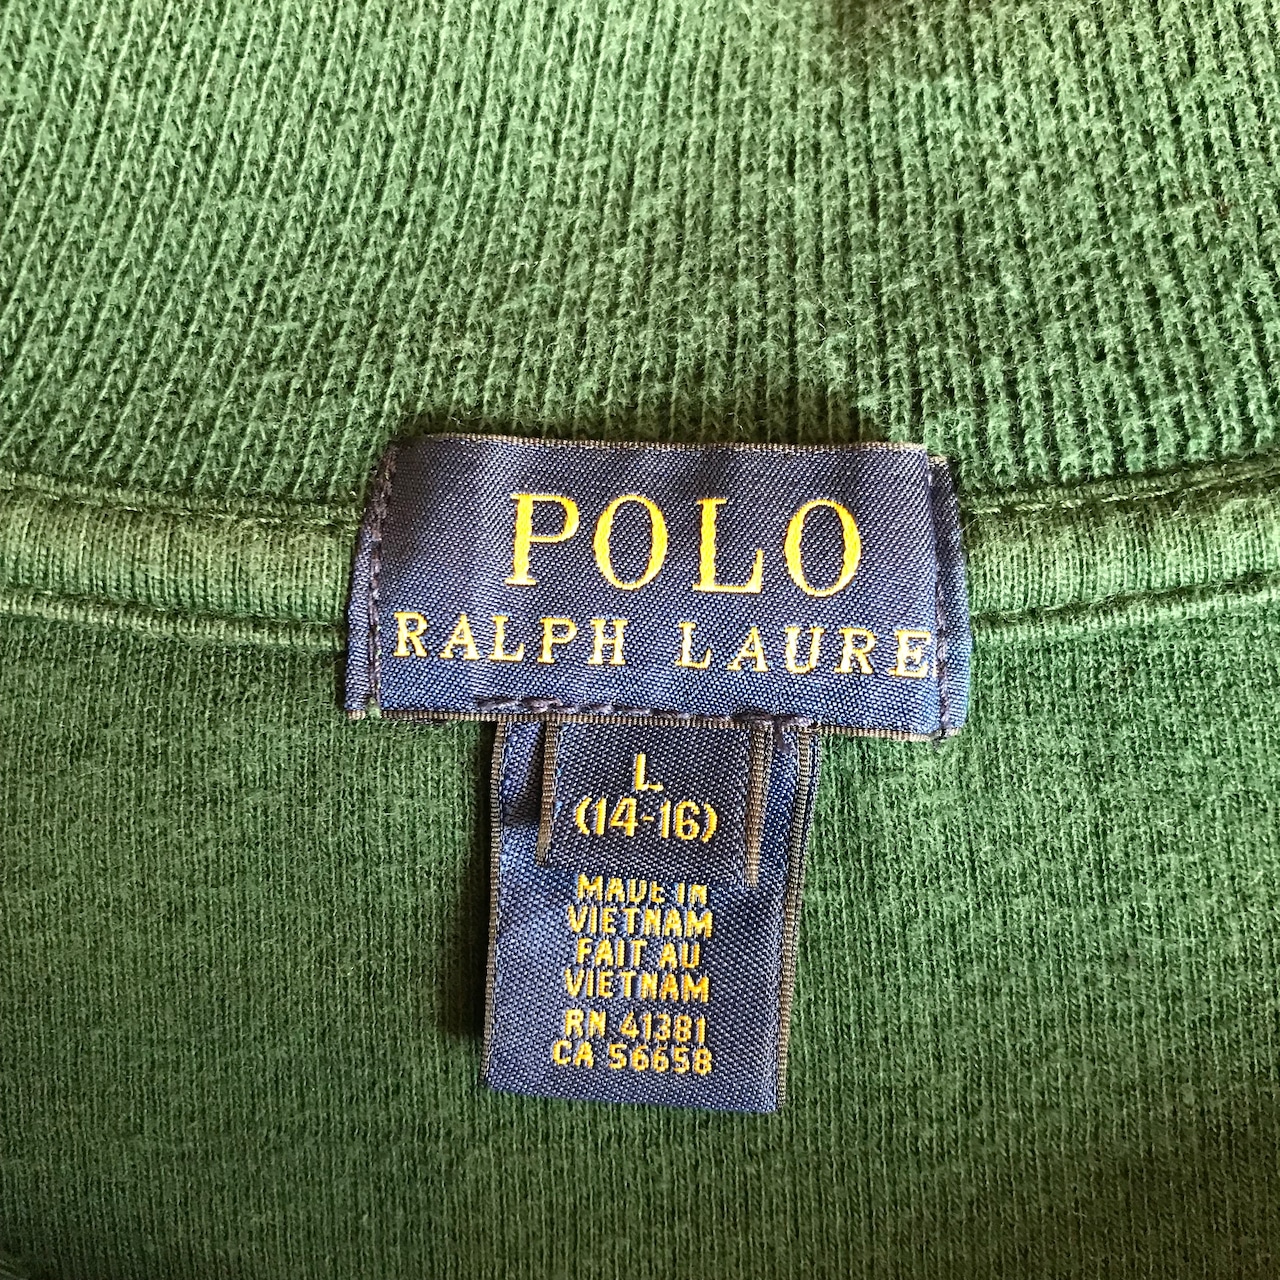 POLO
RALPH LAURE
L
(14-16)
MADE IN
VIETNAM
FAIT AU
VIETNAM
RN 41381
CA 56658